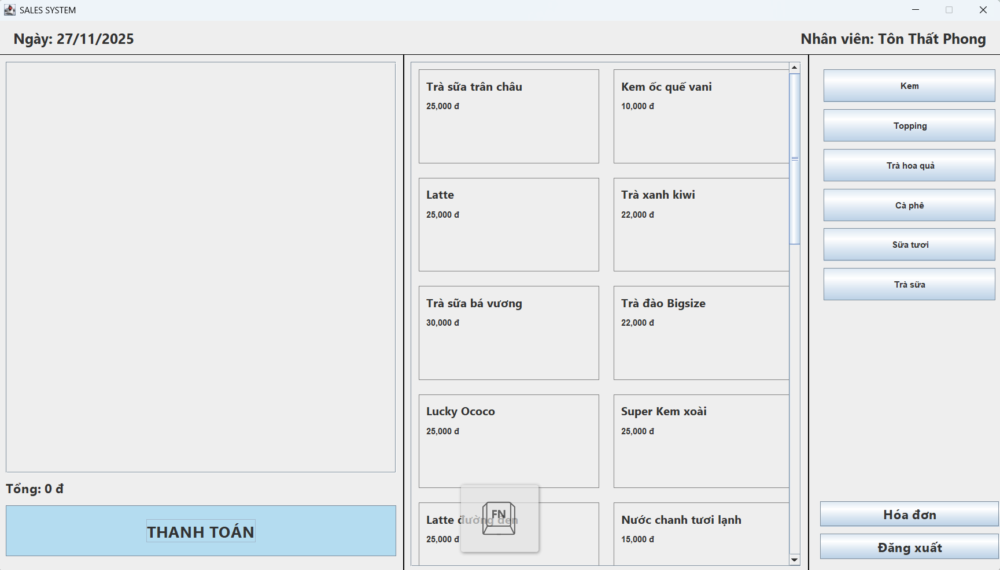 SALES SYSTEM
Ngày: 27/11/2025
Nhân viên: Tôn Thất Phong
Tổng: 0 đ
THANH TOÁN
Trà sữa trân châu
25,000 đ
Kem ốc quế vani
10,000 đ
Latte
25,000 đ
Trà xanh kiwi
22,000 đ
Trà sữa bá vương
30,000 đ
Trà đào Bigsize
22,000 đ
Lucky Ococo
25,000 đ
Super Kem xoài
25,000 đ
Latte đường đen
25,000 đ
FN
Nước chanh tươi lạnh
15,000 đ
Kem
Topping
Trà hoa quả
Cà phê
Sữa tươi
Trà sữa
Hóa đơn
Đăng xuất